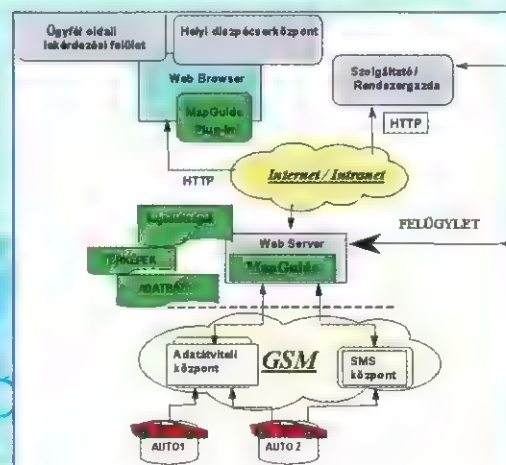 Ügyfél oldali
lekérdezési felület
Helyi diszpécserközpont
Web Browser
MapGuide
Plug-in
Szolgáltató /
Rendszergazda
HTTP
HTTP
Internet / Intranet
FELÜGYLET
Web Server
MapGuide
TÉRKÉPEK
Adatátviteli
központ
GSM
SMS
központ
AUTO1
AUTO 2